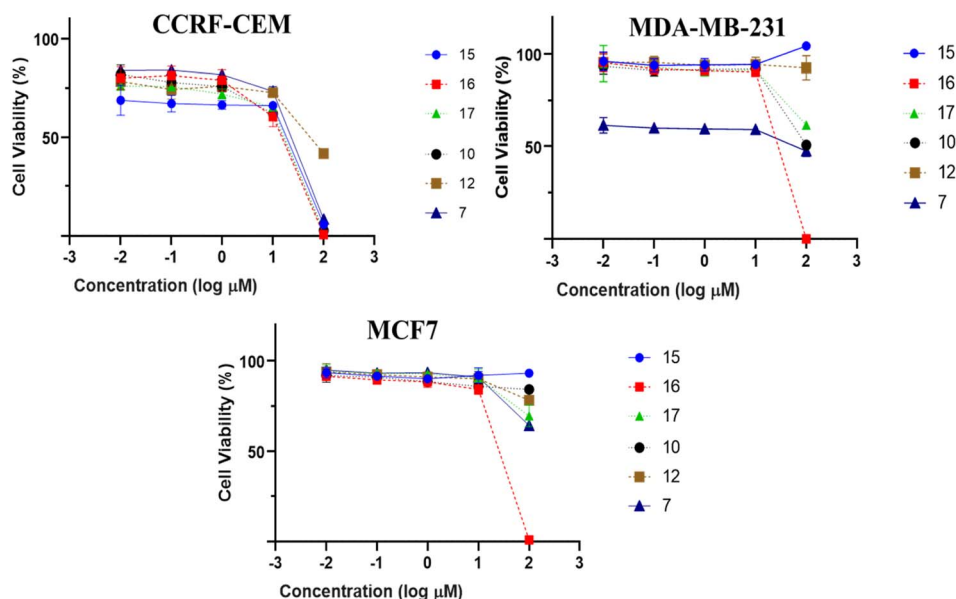 CCRF-CEM
100
50
Cell Viability (%)
-3 -2 -1 0 1 2 3
Concentration (log μM)
15
16
17
10
12
7
MDA-MB-231
100
50
Cell Viability (%)
-3 -2 -1 0 1 2 3
Concentration (log μM)
15
16
17
10
12
7
MCF7
100
50
Cell Viability (%)
-3 -2 -1 0 1 2 3
Concentration (log μM)
15
16
17
10
12
7